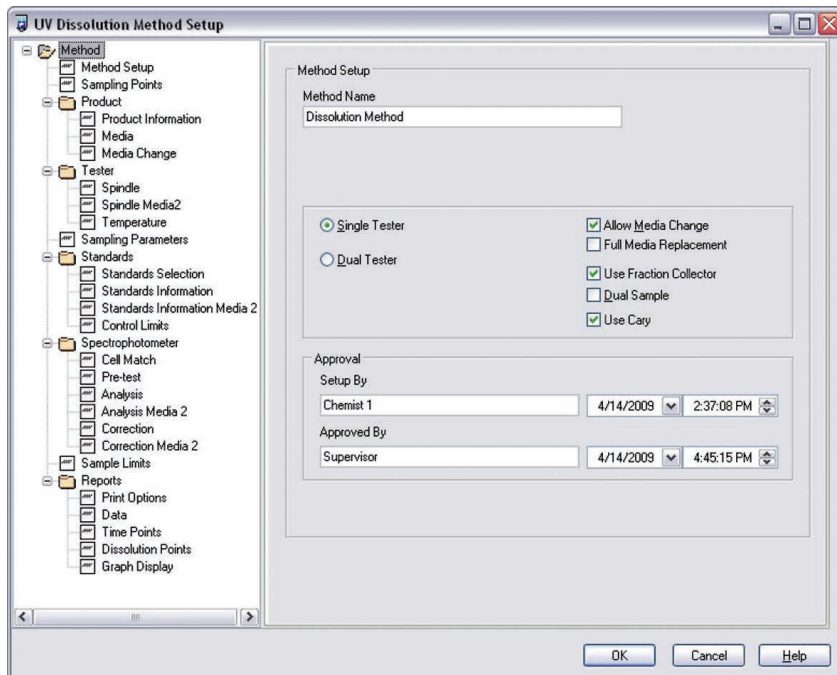 UV Dissolution Method Setup
Method
Method Setup
Sampling Points
Product
Product Information
Media
Media Change
Tester
Spindle
Spindle Media2
Temperature
Sampling Parameters
Standards
Standards Selection
Standards Information
Standards Information Media 2
Control Limits
Spectrophotometer
Cell Match
Pre-test
Analysis
Analysis Media 2
Correction
Correction Media 2
Sample Limits
Reports
Print Options
Data
Time Points
Dissolution Points
Graph Display
Method Setup
Method Name
Dissolution Method
Single Tester
Dual Tester
Allow Media Change
Full Media Replacement
Use Fraction Collector
Dual Sample
Use Cary
Approval
Setup By
Chemist 1 4/14/2009 2:37:08 PM
Approved By
Supervisor 4/14/2009 4:45:15 PM
OK Cancel Help